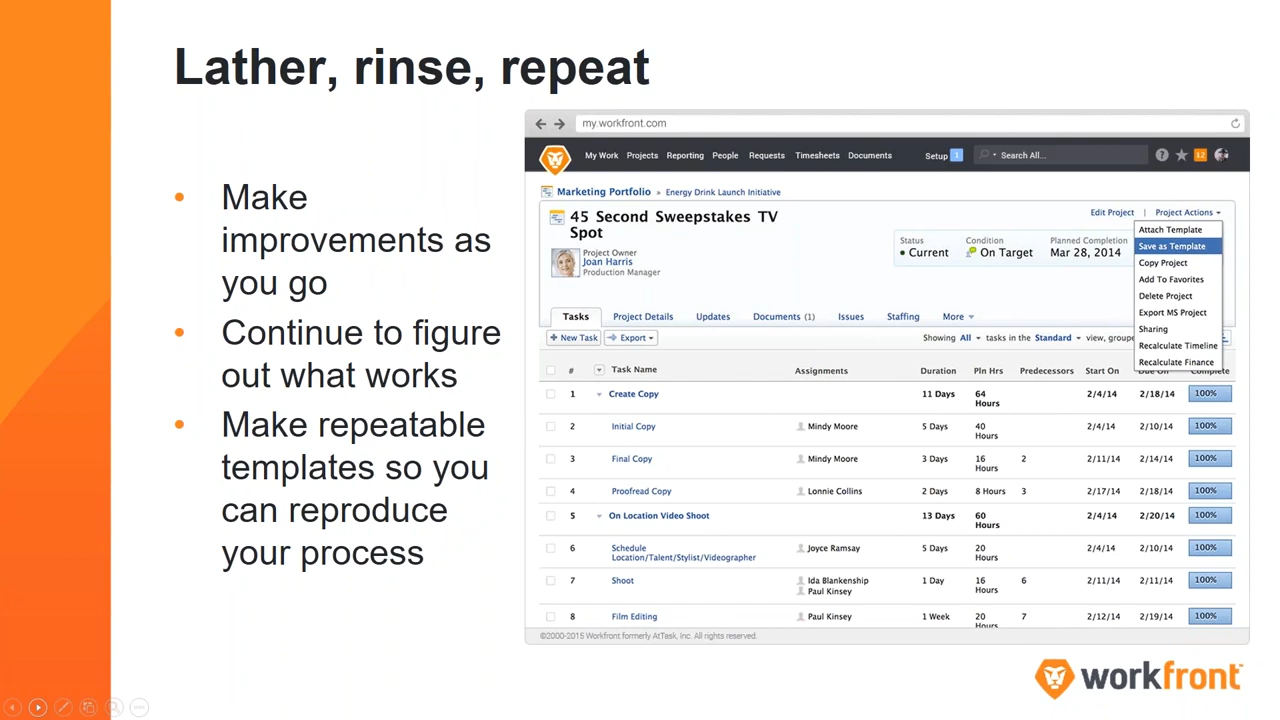 Lather, rinse, repeat
Make
improvements as
you go
Continue to figure
out what works
Make repeatable
templates so you
can reproduce
your process
my.workfront.com
My Work Projects Reporting People Requests Timesheets Documents Setup 1 Search All... ? 12
Marketing Portfolio » Energy Drink Launch Initiative
45 Second Sweepstakes TV
Spot
Project Owner
Joan Harris
Production Manager
Edit Project | Project Actions
Status Condition Planned Completion
Current On Target Mar 28, 2014
Attach Template
Save as Template
Copy Project
Add To Favorites
Delete Project
Export MS Project
Sharing
Recalculate Timeline
Recalculate Finance
Tasks Project Details Updates Documents (1) Issues Staffing More
New Task Export Showing All tasks in the Standard view, groupe
# Task Name Assignments Duration Pln Hrs Predecessors Start On Due On Complete
1 Create Copy 11 Days 64 Hours 2/4/14 2/18/14 100%
2 Initial Copy Mindy Moore 5 Days 40 Hours 2/4/14 2/10/14 100%
3 Final Copy Mindy Moore 3 Days 16 Hours 2 2/11/14 2/14/14 100%
4 Proofread Copy Lonnie Collins 2 Days 8 Hours 3 2/17/14 2/18/14 100%
5 On Location Video Shoot 13 Days 60 Hours 2/4/14 2/20/14 100%
6 Schedule Location/Talent/Stylist/Videographer Joyce Ramsay 5 Days 20 Hours 2/4/14 2/10/14 100%
7 Shoot Ida Blankenship Paul Kinsey 1 Day 16 Hours 6 2/11/14 2/11/14 100%
8 Film Editing Paul Kinsey 1 Week 20 Hours 7 2/12/14 2/19/14 100%
©2000-2015 Workfront formerly AtTask, Inc. All rights reserved.
workfront